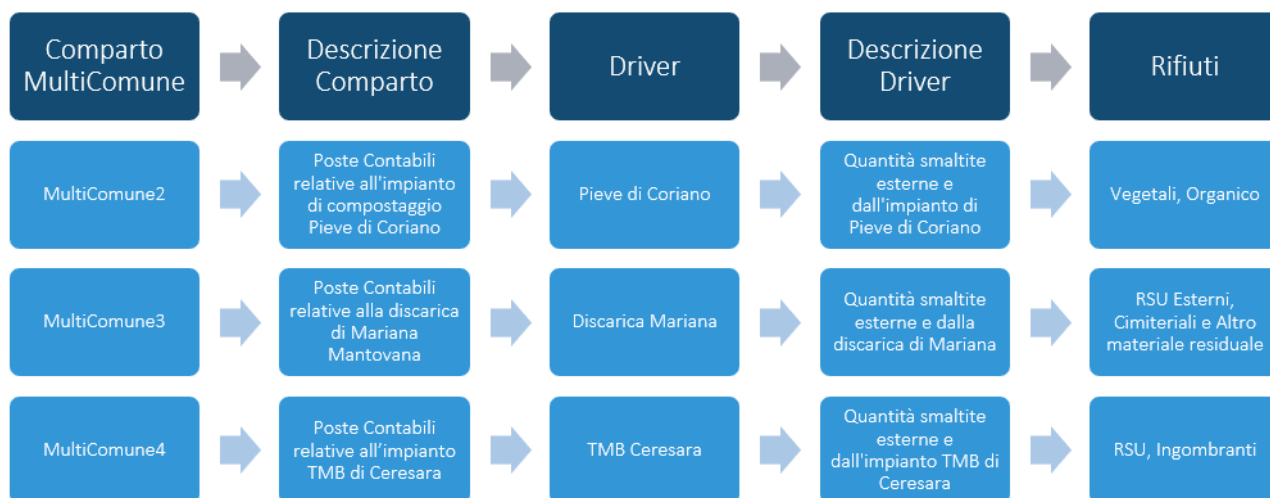 Comparto
MultiComune
Descrizione
Comparto
Driver
Descrizione
Driver
Rifiuti
MultiComune2
Poste Contabili
relative all'impianto
di compostaggio
Pieve di Coriano
Pieve di Coriano
Quantità smaltite
esterne e
dall'impianto di
Pieve di Coriano
Vegetali, Organico
MultiComune3
Poste Contabili
relative alla discarica
di Mariana
Mantovana
Discarica Mariana
Quantità smaltite
esterne e dalla
discarica di Mariana
RSU Esterni,
Cimiteriali e Altro
materiale residuale
MultiComune4
Poste Contabili
relative all’impianto
TMB di Ceresara
TMB Ceresara
Quantità smaltite
esterne e
dall'impianto TMB di
Ceresara
RSU, Ingombranti